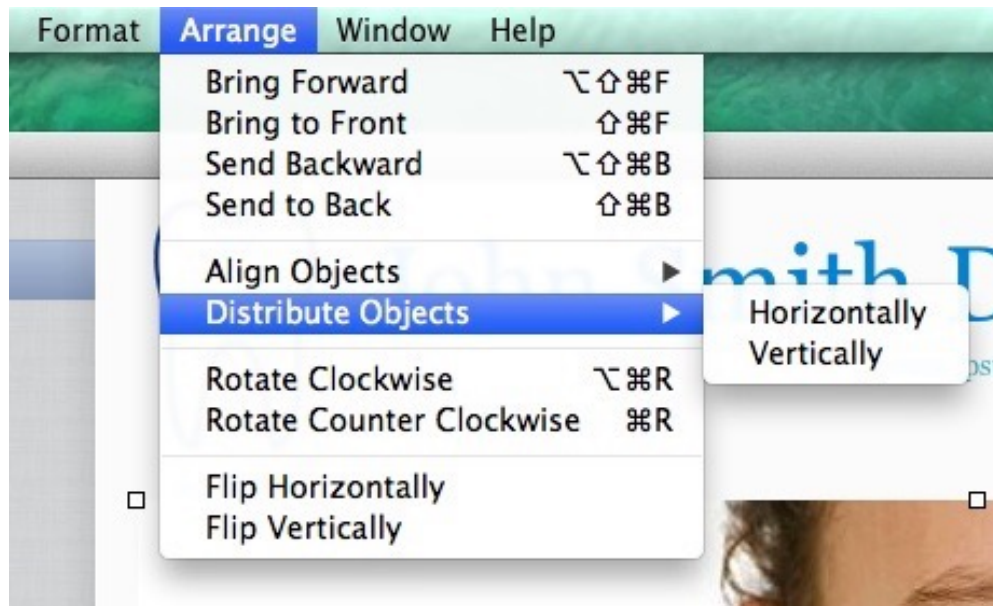 Format Arrange Window Help
Bring Forward ⌥⇧⌘F
Bring to Front ⇧⌘F
Send Backward ⌥⇧⌘B
Send to Back ⇧⌘B
Align Objects ▶
Smith D
Distribute Objects ▶
Horizontally
Vertically
Rotate Clockwise ⌥⌘R
Rotate Counter Clockwise ⌘R
Flip Horizontally
Flip Vertically